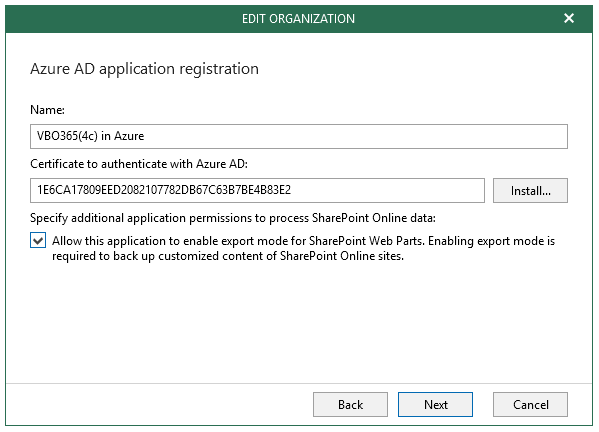 EDIT ORGANIZATION
Azure AD application registration
Name:
VBO365(4c) in Azure
Certificate to authenticate with Azure AD:
1E6CA17809EED2082107782DB67C63B7BE4B83E2
Install...
Specify additional application permissions to process SharePoint Online data:
Allow this application to enable export mode for SharePoint Web Parts. Enabling export mode is
required to back up customized content of SharePoint Online sites.
Back
Next
Cancel